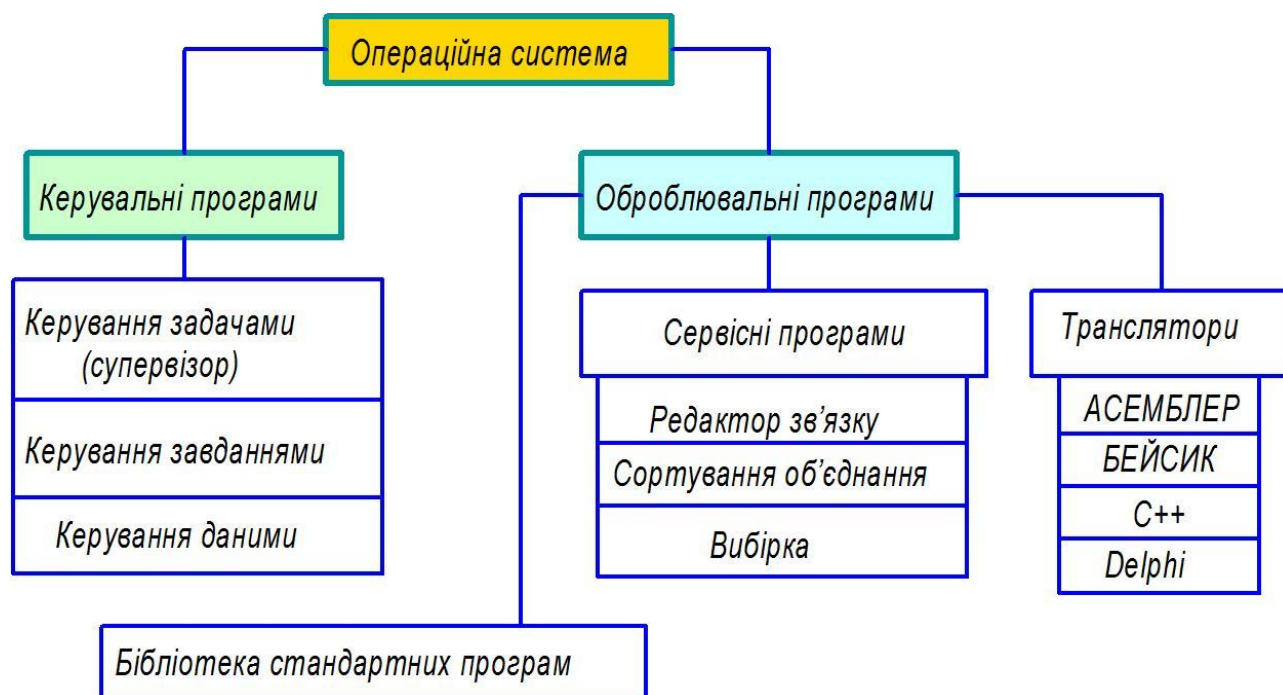 Операційна система
Керувальні програми
Оброблювальні програми
Керування задачами
(супервізор)
Керування завданнями
Керування даними
Сервісні програми
Редактор зв’язку
Сортування об’єднання
Вибірка
Транслятори
АСЕМБЛЕР
БЕЙСИК
C++
Delphi
Бібліотека стандартних програм